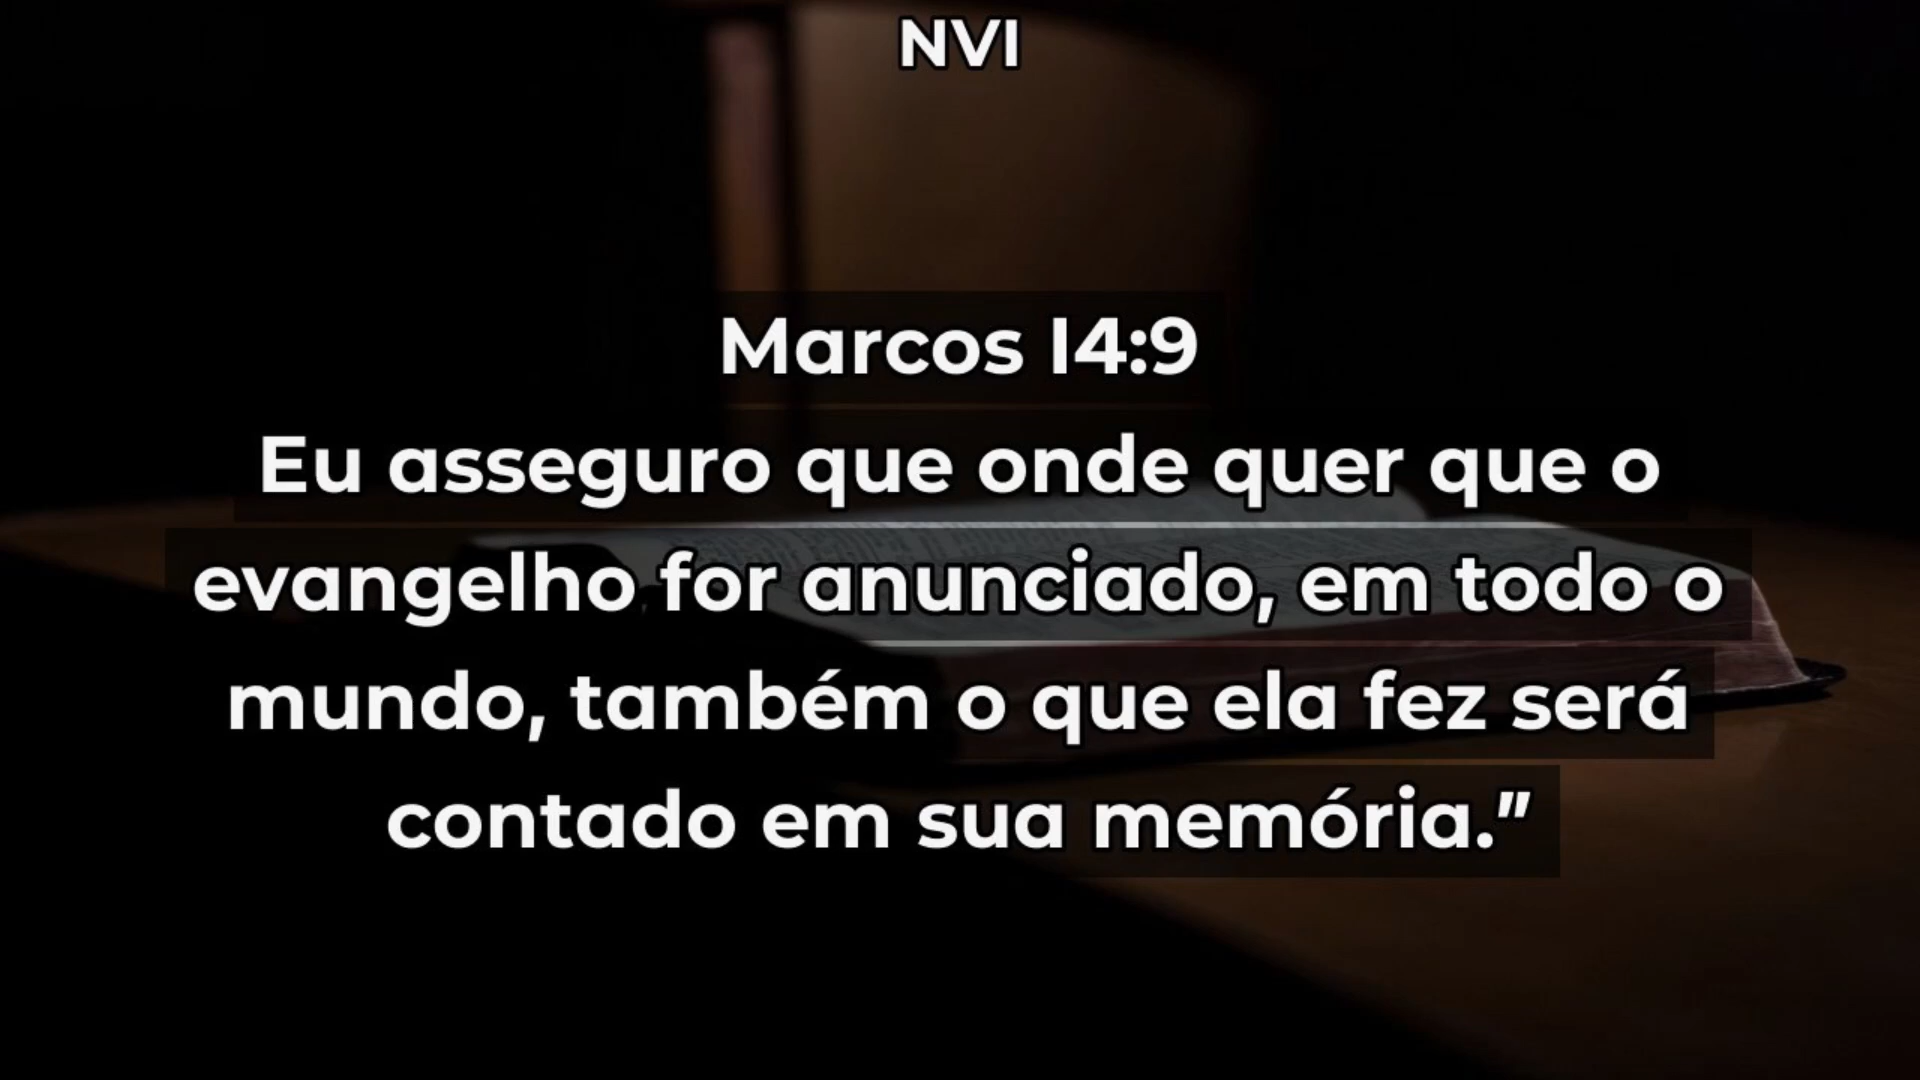 NVI
Marcos 14:9
Eu asseguro que onde quer que o
evangelho for anunciado, em todo o
mundo, também o que ela fez será
contado em sua memória.”